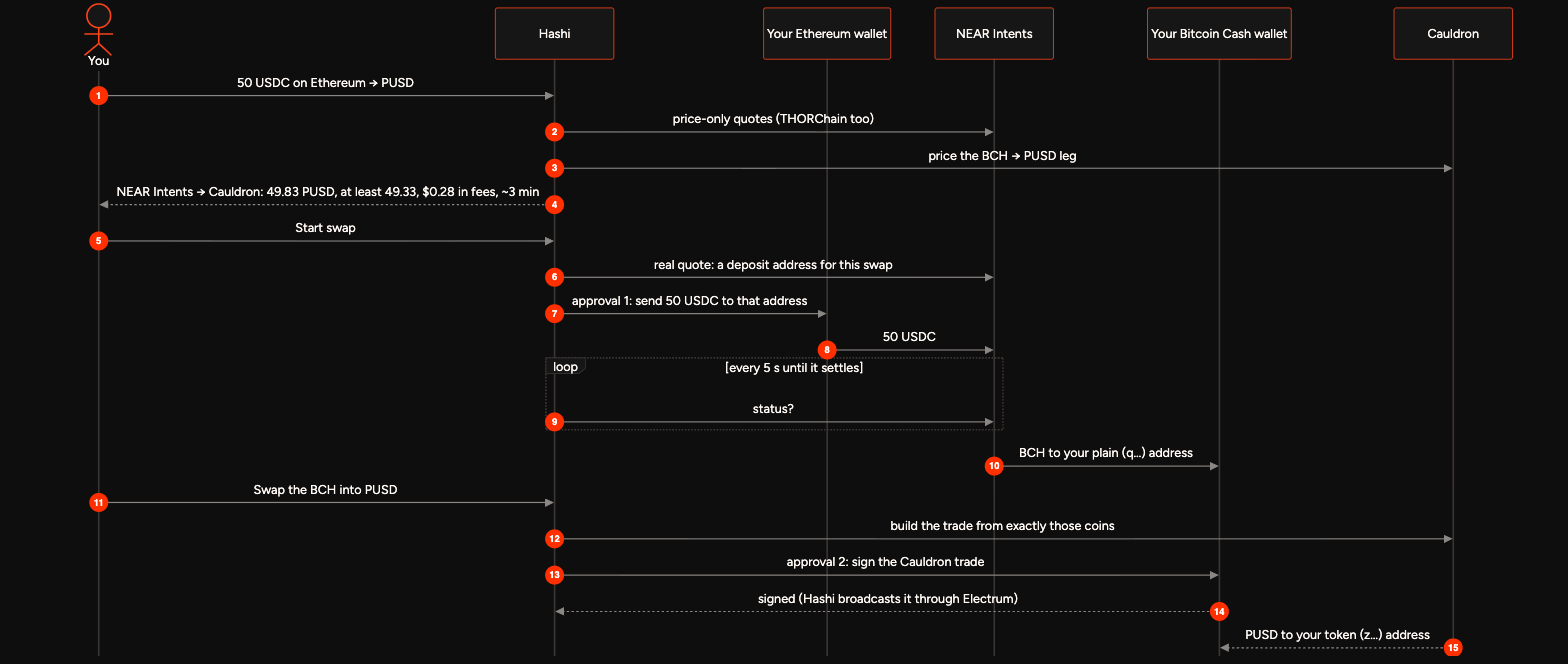 You
Hashi
Your Ethereum wallet
NEAR Intents
Your Bitcoin Cash wallet
Cauldron
1
50 USDC on Ethereum → PUSD
2
price-only quotes (THORChain too)
3
price the BCH → PUSD leg
4
NEAR Intents → Cauldron: 49.83 PUSD, at least 49.33, $0.28 in fees, ~3 min
5
Start swap
6
real quote: a deposit address for this swap
7
approval 1: send 50 USDC to that address
8
50 USDC
loop
[every 5 s until it settles]
9
status?
10
BCH to your plain (q...) address
11
Swap the BCH into PUSD
12
build the trade from exactly those coins
13
approval 2: sign the Cauldron trade
14
signed (Hashi broadcasts it through Electrum)
15
PUSD to your token (z...) address